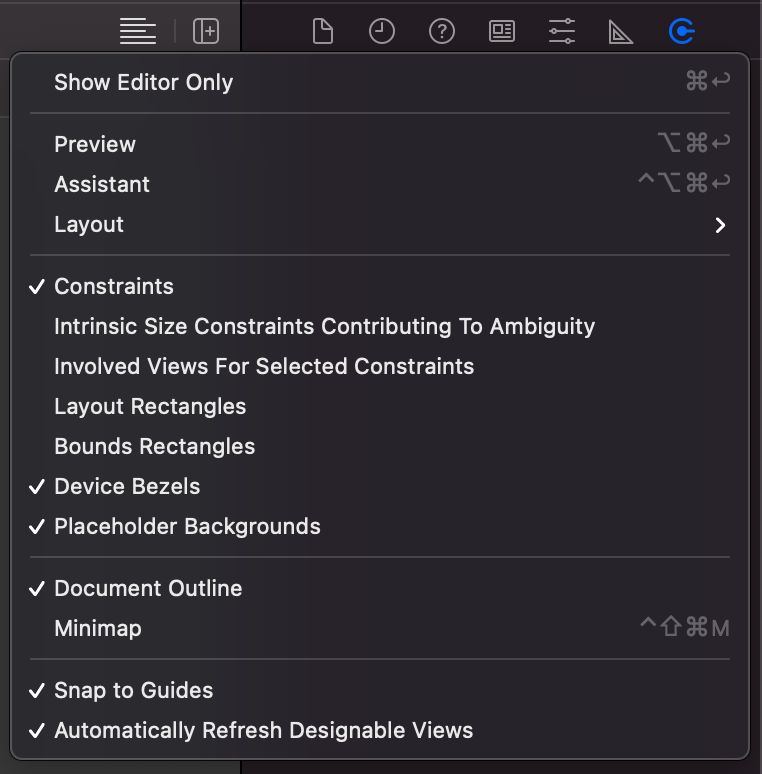 Show Editor Only ⌘↩
Preview ⌥⌘↩
Assistant ^⌥⌘↩
Layout
Constraints
Intrinsic Size Constraints Contributing To Ambiguity
Involved Views For Selected Constraints
Layout Rectangles
Bounds Rectangles
Device Bezels
Placeholder Backgrounds
Document Outline
Minimap ^⇧⌘M
Snap to Guides
Automatically Refresh Designable Views